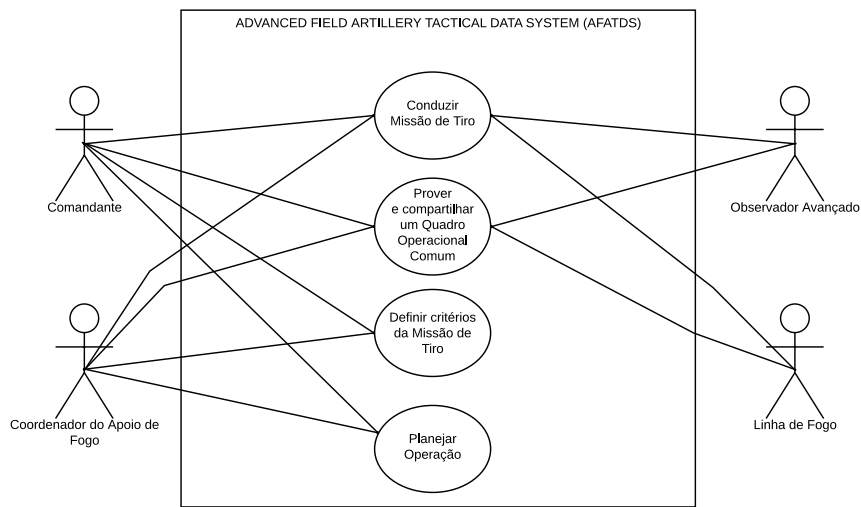 ADVANCED FIELD ARTILLERY TACTICAL DATA SYSTEM (AFATDS)
Conduzir
Missão de Tiro
Comandante
Observador Avançado
Prover
e compartilhar
um Quadro
Operacional
Comum
Definir critérios
da Missão de
Tiro
Coordenador do Apoio de
Fogo
Linha de Fogo
Planejar
Operação